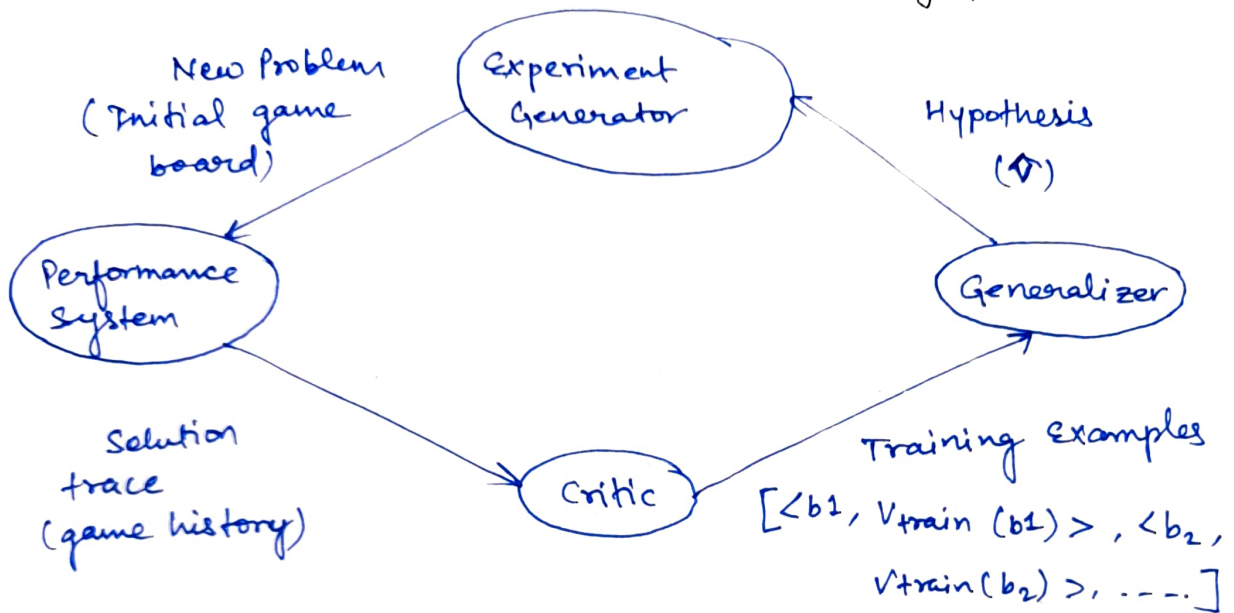 New Problem
(Initial game
board)
Experiment
Generator
Hypothesis
Performance
System
Generalizer
Solution
trace
(game history)
Critic
Training Examples
[<b1, Vtrain (b1) > , <b2,
Vtrain (b2) >, ----. ]